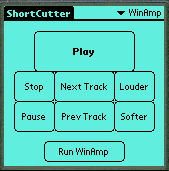 ShortCutter WinAmp
Play
Stop Next Track Louder
Pause Prev Track Softer
Run WinAmp